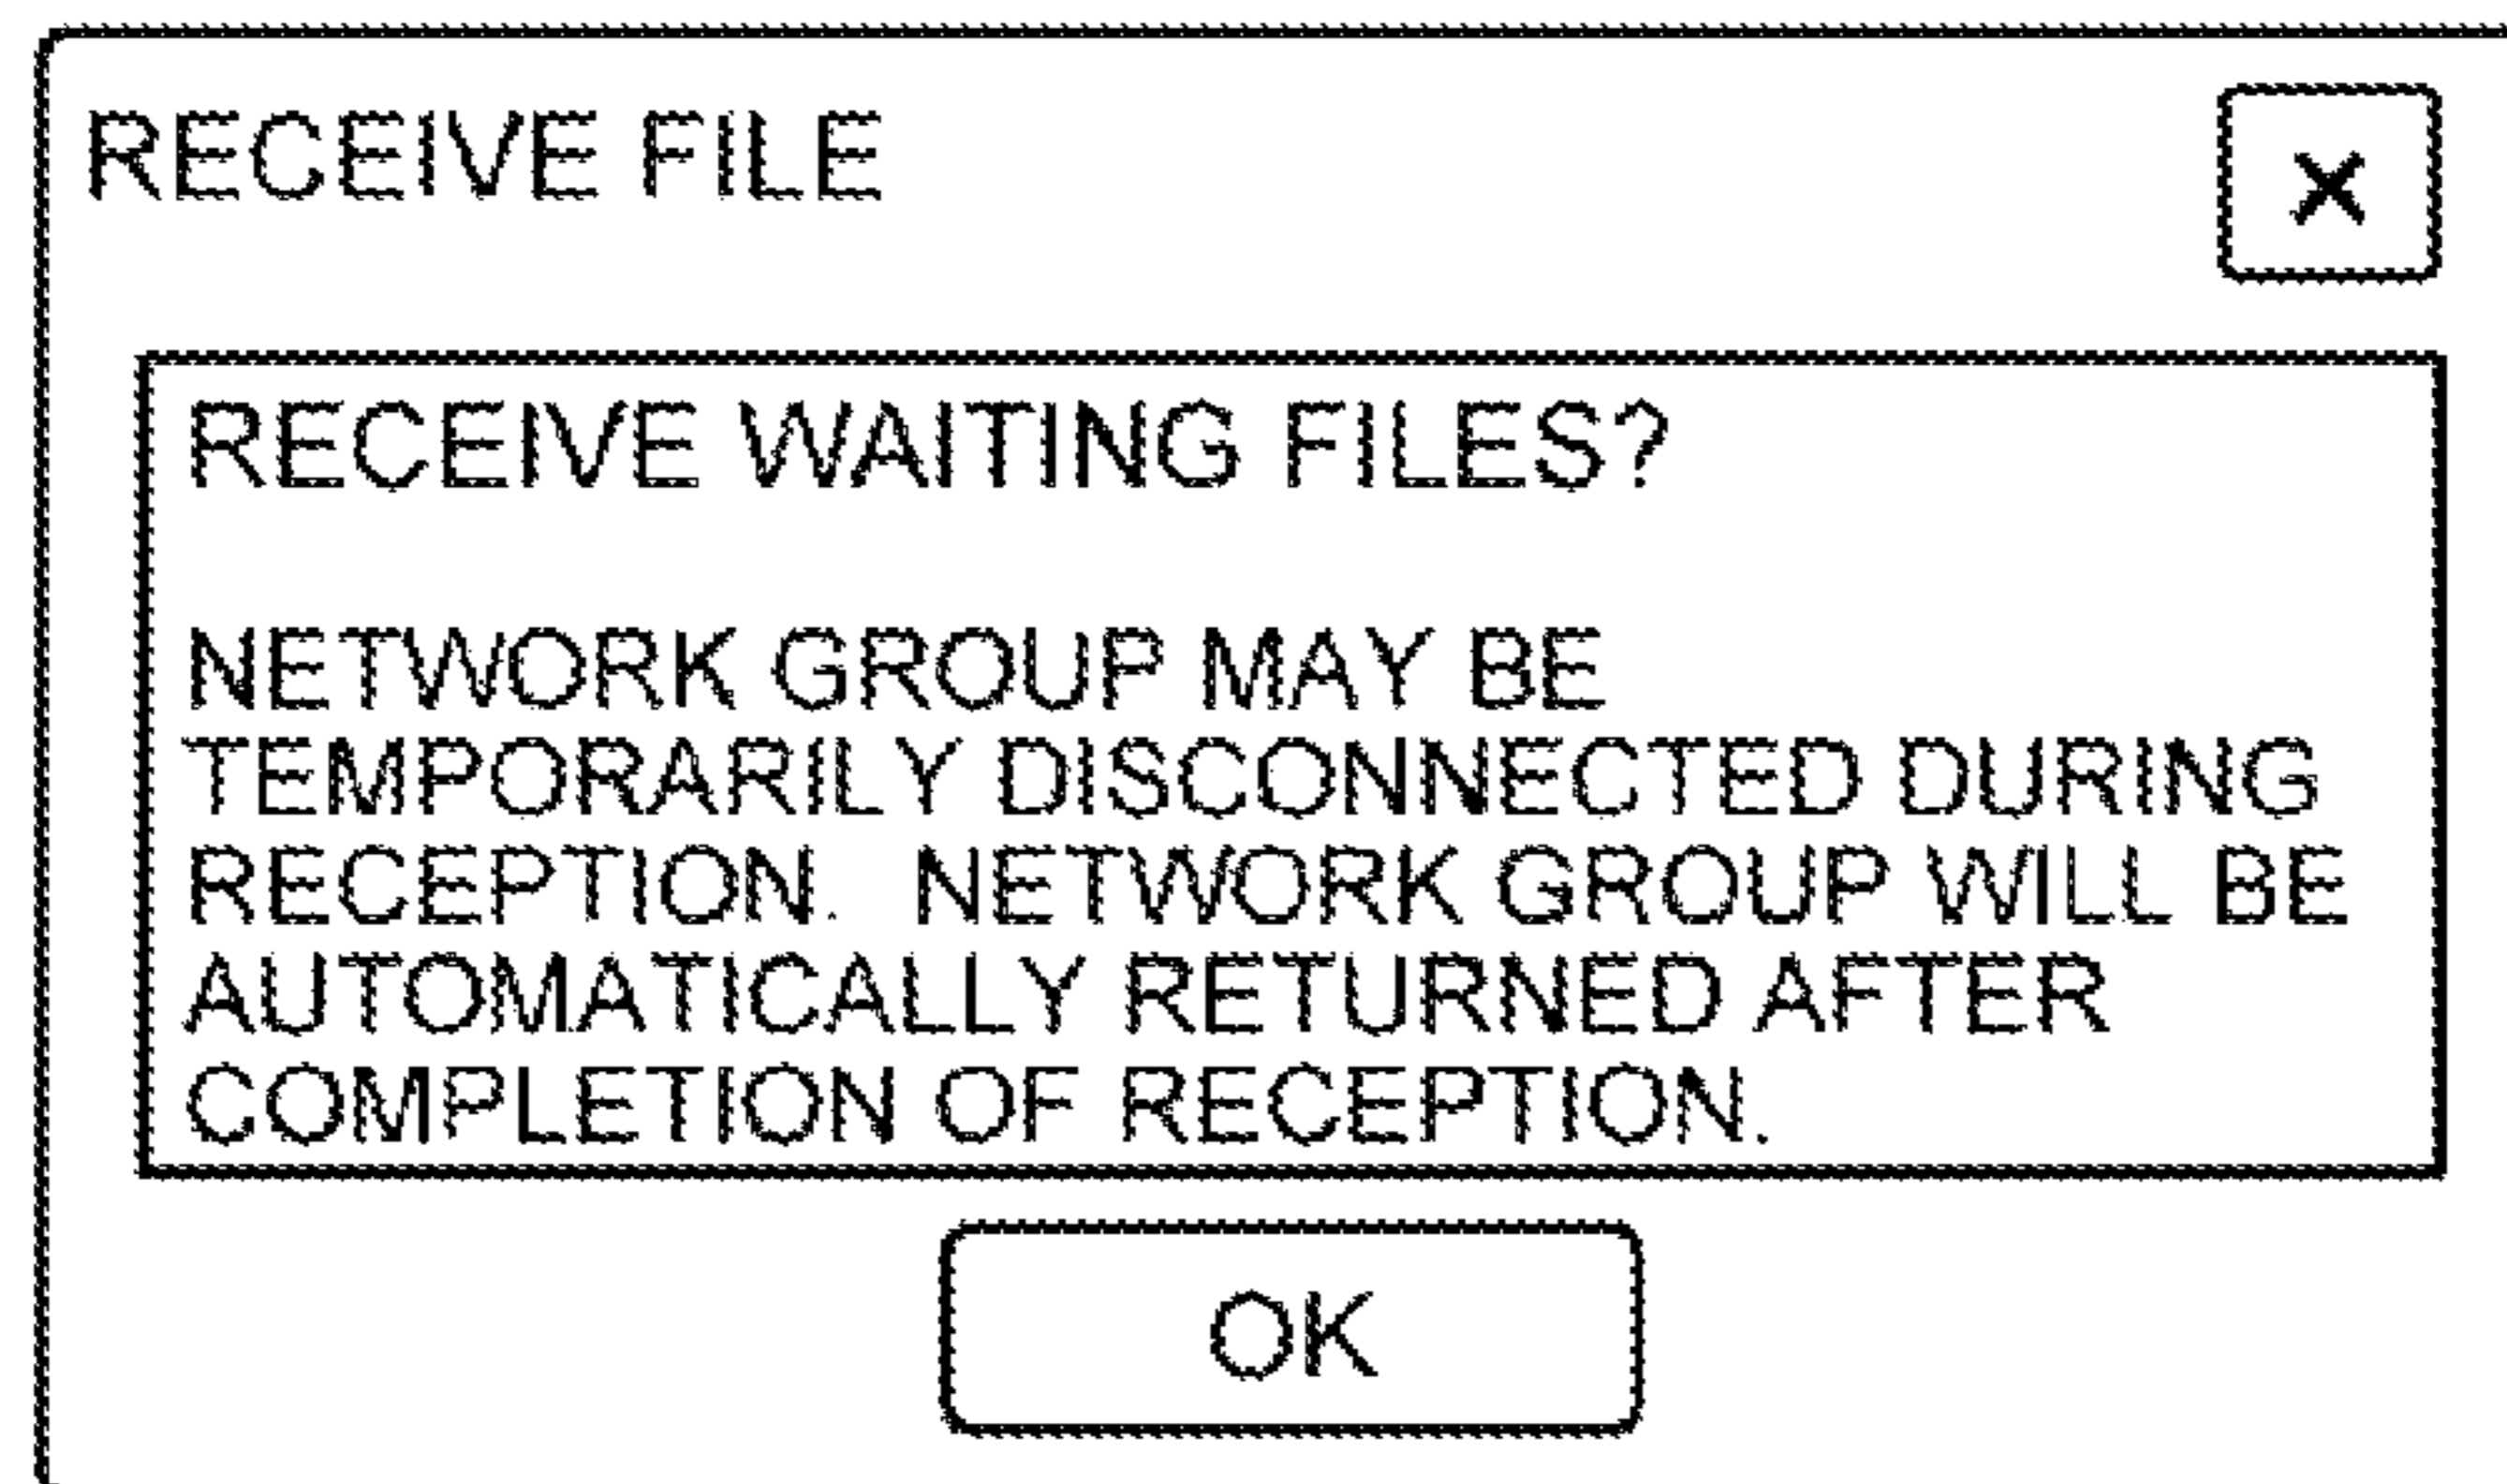 RECEIVE FILE
×
RECEIVE WAITING FILES?
NETWORK GROUP MAY BE
TEMPORARILY DISCONNECTED DURING
RECEPTION. NETWORK GROUP WILL BE
AUTOMATICALLY RETURNED AFTER
COMPLETION OF RECEPTION.
OK